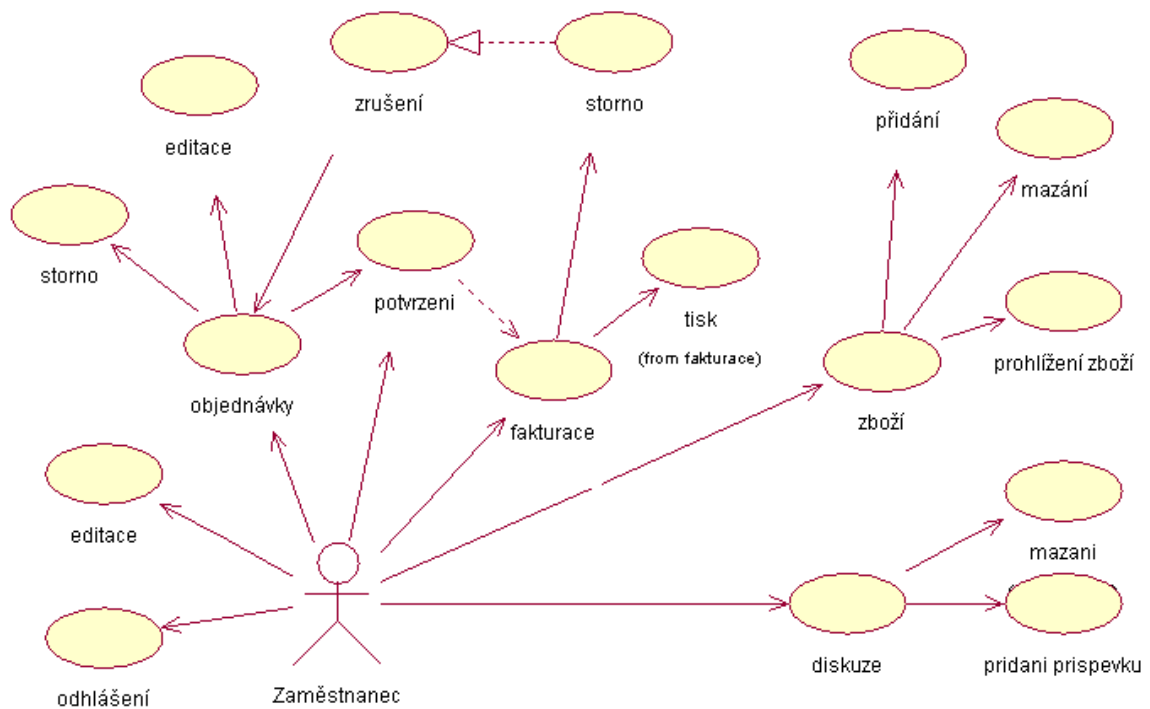 zrušení
storno
přidání
editace
mazání
storno
potvrzeni
tisk
(from fakturace)
prohlížení zboží
objednávky
fakturace
zboží
editace
mazani
odhlášení
Zaměstnanec
diskuze
pridani prispevku